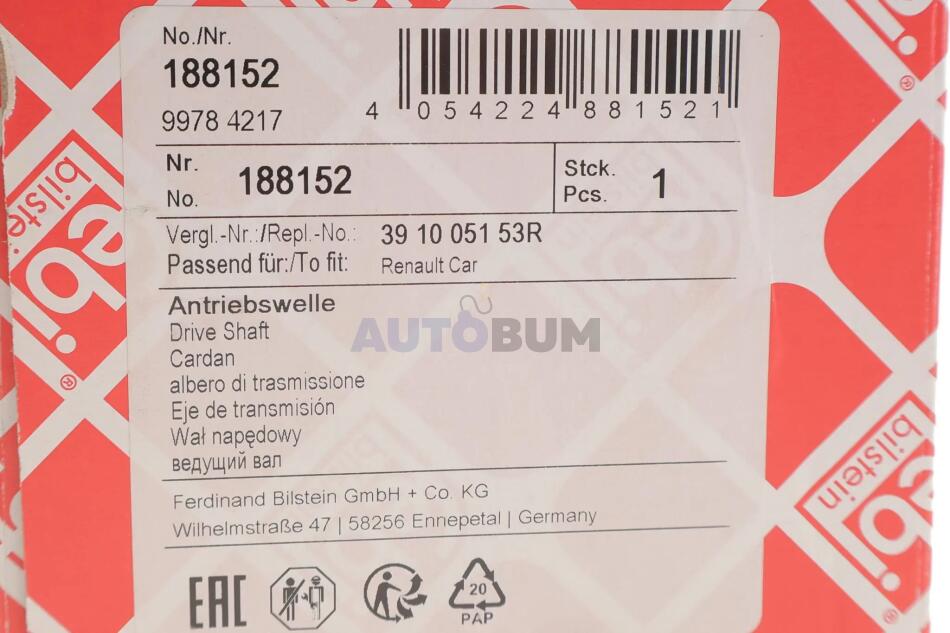 No./Nr.
188152
9978 4217
4 054224 881521
Nr.
No. 188152
Stck.
Pcs. 1
Vergl.-Nr.:/Repl.-No.: 39 10 051 53R
Passend für:/To fit: Renault Car
Antriebswelle
Drive Shaft
Cardan
albero di trasmissione
Eje de transmisión
Wał napędowy
ведущий вал
AUTOBUM
Ferdinand Bilstein GmbH + Co. KG
Wilhelmstraße 47 | 58256 Ennepetal | Germany
EAC
20
PAP
febi
bilstein
®
febi
bilstein
®